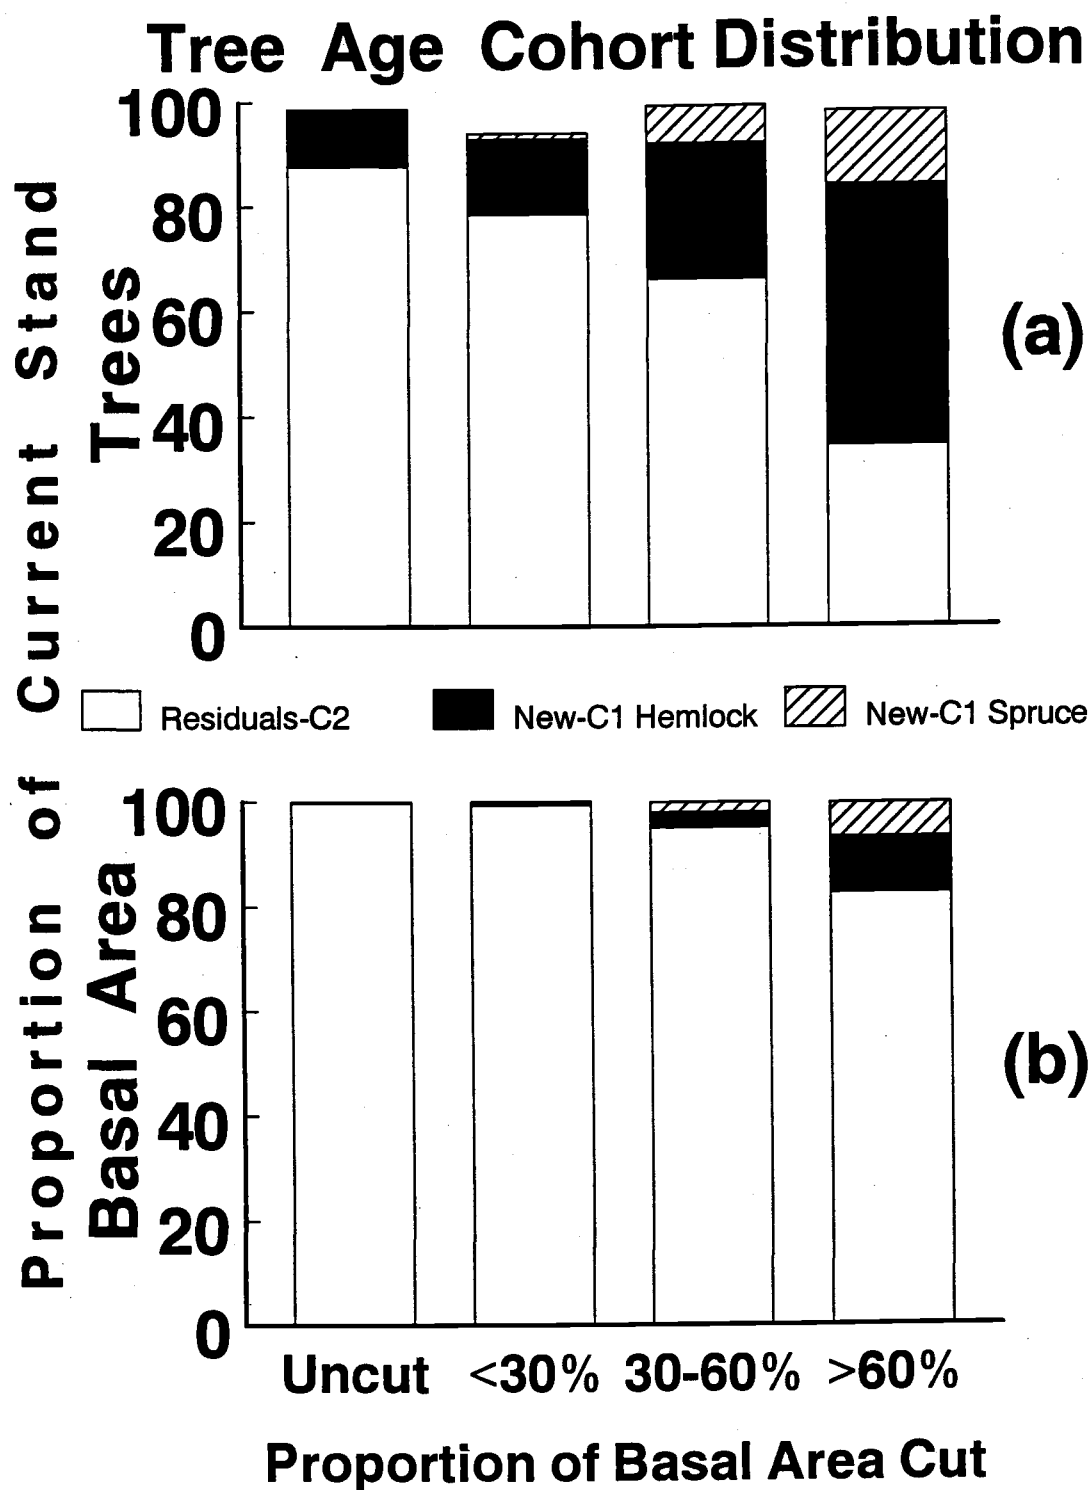 Tree Age Cohort Distribution
Proportion of Current Stand
Trees
100
80
60
40
20
0
(a)
Residuals-C2 New-C1 Hemlock New-C1 Spruce
Basal Area
100
80
60
40
20
0
(b)
Uncut <30% 30-60% >60%
Proportion of Basal Area Cut